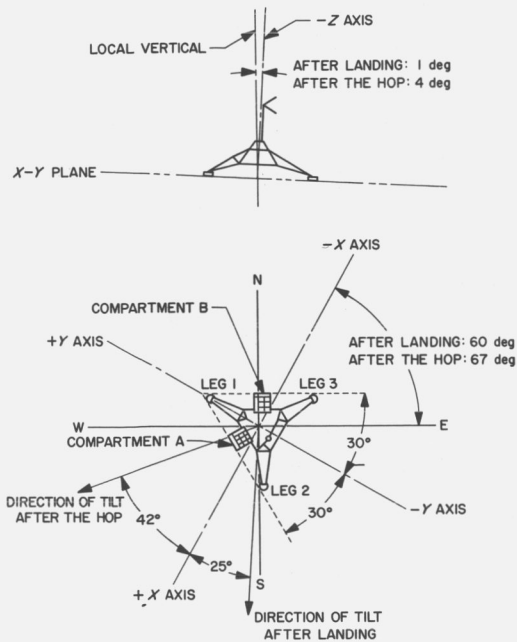 -Z AXIS
LOCAL VERTICAL
AFTER LANDING: 1 deg
AFTER THE HOP: 4 deg
X-Y PLANE
-X AXIS
N
COMPARTMENT B
+Y AXIS
AFTER LANDING: 60 deg
AFTER THE HOP: 67 deg
LEG 1
LEG 3
W
E
COMPARTMENT A
30°
LEG 2
DIRECTION OF TILT
AFTER THE HOP
42°
30°
-Y AXIS
25°
S
+X AXIS
DIRECTION OF TILT
AFTER LANDING